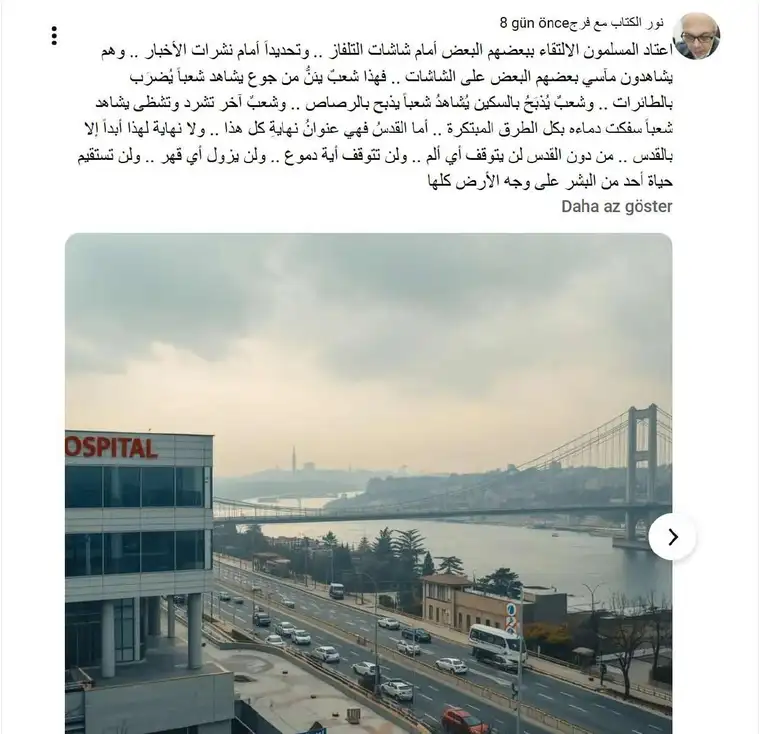 نور الكتاب مع فرج8 gün önce
اعتاد المسلمون الالتقاء ببعضهم البعض أمام شاشات التلفاز .. وتحديداً أمام نشرات الأخبار .. وهم
يشاهدون مآسي بعضهم البعض على الشاشات .. فهذا شعبٌ يئنُّ من جوع يشاهد شعباً يُضرَب
بالطائرات .. وشعبٌ يُذبَحُ بالسكين يُشاهدُ شعباً يذبح بالرصاص .. وشعبٌ آخر تشرد وتشظى يشاهد
شعباً سفكت دماءه بكل الطرق المبتكرة .. أما القدسُ فهي عنوانُ نهايةِ كل هذا .. ولا نهاية لهذا أبداً إلا
بالقدس .. من دون القدس لن يتوقف أي ألم .. ولن تتوقف أية دموع .. ولن يزول أي قهر .. ولن تستقيم
حياة أحد من البشر على وجه الأرض كلها
Daha az göster
OSPITAL